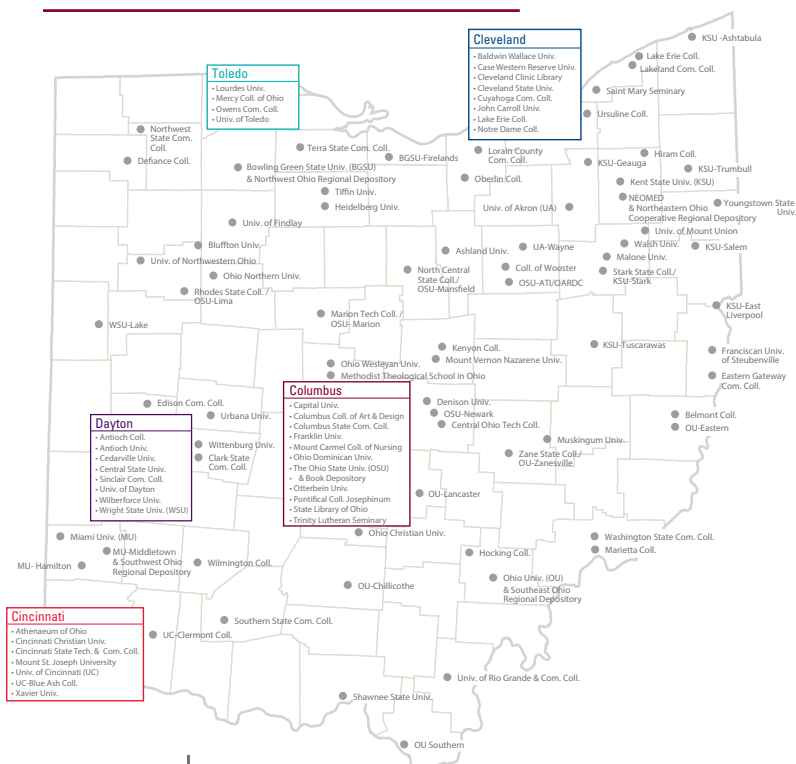 KSU -Ashtabula
Cleveland
• Baldwin Wallace Univ.
• Case Western Reserve Univ.
• Cleveland Clinic Library
• Cleveland State Univ.
• Cuyahoga Com. Coll.
• John Carroll Univ.
• Lake Erie Coll.
• Notre Dame Coll.
Lake Erie Coll.
Lakeland Com. Coll.
Saint Mary Seminary
Ursuline Coll.
Toledo
• Lourdes Univ.
• Mercy Coll. of Ohio
• Owens Com. Coll.
• Univ. of Toledo
Northwest
State Com.
Coll.
Defiance Coll.
Terra State Com. Coll.
BGSU-Firelands
Lorain County
Com. Coll.
Hiram Coll.
KSU-Geauga
KSU-Trumbull
Bowling Green State Univ. (BGSU)
& Northwest Ohio Regional Depository
Oberlin Coll.
Kent State Univ. (KSU)
Tiffin Univ.
Heidelberg Univ.
Univ. of Akron (UA)
NEOMED
& Northeastern Ohio
Cooperative Regional Depository
Youngstown State
Univ.
Univ. of Findlay
Univ. of Mount Union
Bluffton Univ.
Ashland Univ.
UA-Wayne
Walsh Univ.
KSU-Salem
Malone Univ.
Univ. of Northwestern Ohio
Ohio Northern Univ.
North Central
State Coll./
OSU-Mansfield
Coll. of Wooster
OSU-ATI/OARDC
Stark State Coll./
KSU-Stark
Rhodes State Coll. /
OSU-Lima
KSU-East
Liverpool
WSU-Lake
Marion Tech Coll. /
OSU- Marion
Kenyon Coll.
KSU-Tuscarawas
Franciscan Univ.
of Steubenville
Mount Vernon Nazarene Univ.
Ohio Wesleyan Univ.
Methodist Theological School in Ohio
Eastern Gateway
Com. Coll.
Columbus
• Capital Univ.
• Columbus Coll. of Art & Design
• Columbus State Com. Coll.
• Franklin Univ.
• Mount Carmel Coll. of Nursing
• Ohio Dominican Univ.
• The Ohio State Univ. (OSU)
• & Book Depository
• Otterbein Univ.
• Pontifical Coll. Josephinum
• State Library of Ohio
• Trinity Lutheran Seminary
Edison Com. Coll.
Urbana Univ.
Denison Univ.
OSU-Newark
Central Ohio Tech Coll.
Belmont Coll.
OU-Eastern
Dayton
• Antioch Coll.
• Antioch Univ.
• Cedarville Univ.
• Central State Univ.
• Sinclair Com. Coll.
• Univ. of Dayton
• Wilberforce Univ.
• Wright State Univ. (WSU)
Wittenburg Univ.
Clark State
Com. Coll.
Muskingum Univ.
Zane State Coll./
OU-Zanesville
OU-Lancaster
Miami Univ. (MU)
Ohio Christian Univ.
Washington State Com. Coll.
Marietta Coll.
MU-Middletown
& Southwest Ohio
Regional Depository
MU- Hamilton
Wilmington Coll.
Hocking Coll.
OU-Chillicothe
Ohio Univ. (OU)
& Southeast Ohio
Regional Depository
Cincinnati
• Athenaeum of Ohio
• Cincinnati Christian Univ.
• Cincinnati State Tech. & Com. Coll.
• Mount St. Joseph University
• Univ. of Cincinnati (UC)
• UC-Blue Ash Coll.
• Xavier Univ.
Southern State Com. Coll.
UC-Clermont Coll.
Univ. of Rio Grande & Com. Coll.
Shawnee State Univ.
OU Southern